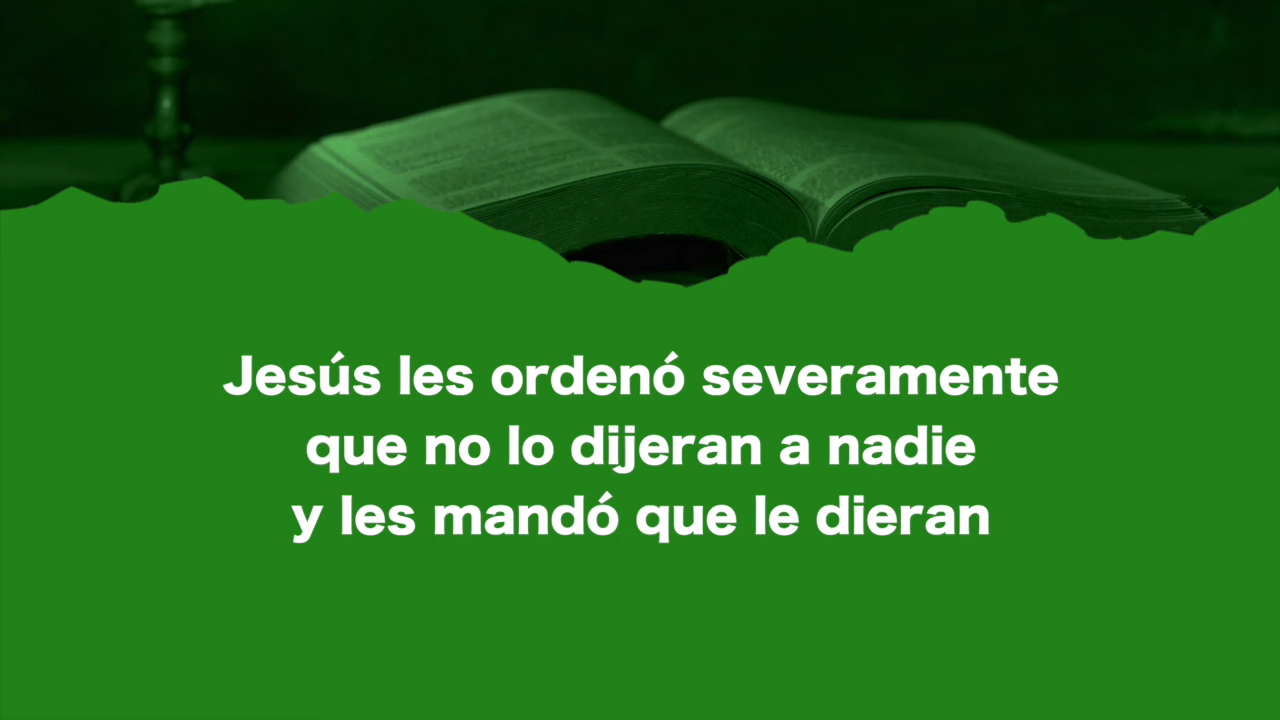 Jesús les ordenó severamente
que no lo dijeran a nadie
y les mandó que le dieran